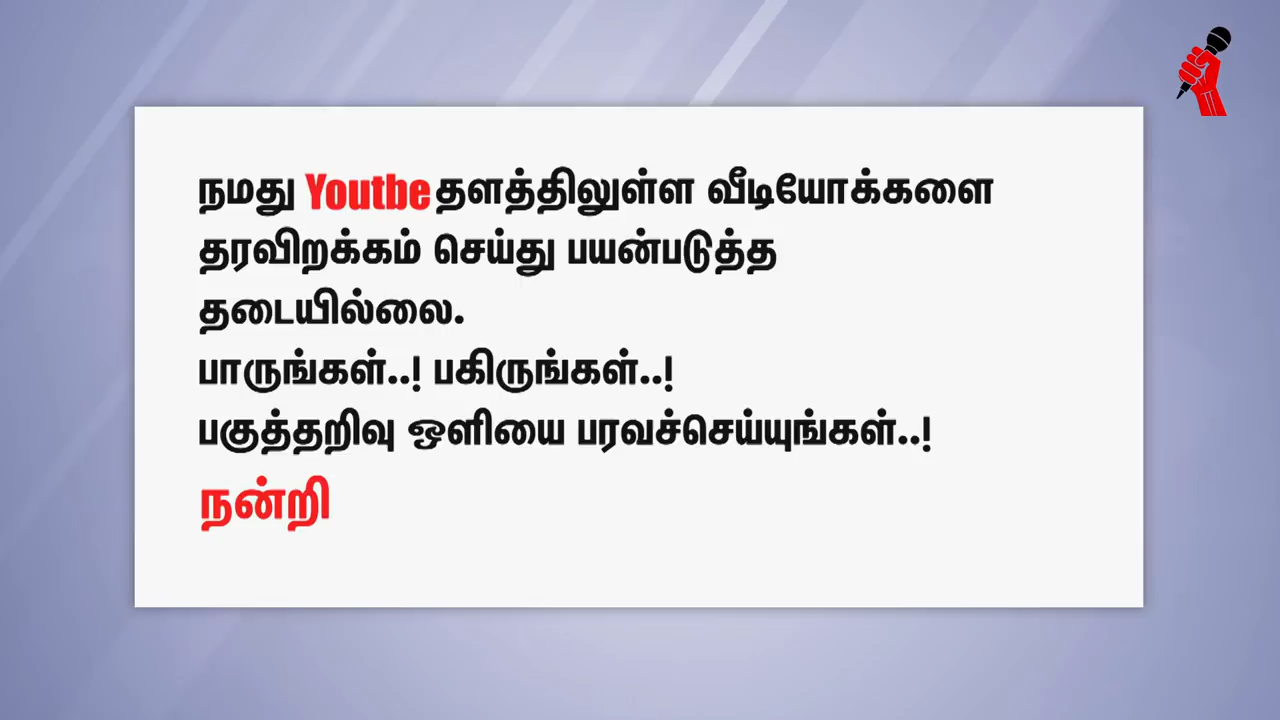 நமது Youtbe தளத்திலுள்ள வீடியோக்களை
தரவிறக்கம் செய்து பயன்படுத்த
தடையில்லை.
பாருங்கள்..! பகிருங்கள்..!
பகுத்தறிவு ஒளியை பரவச்செய்யுங்கள்..!
நன்றி